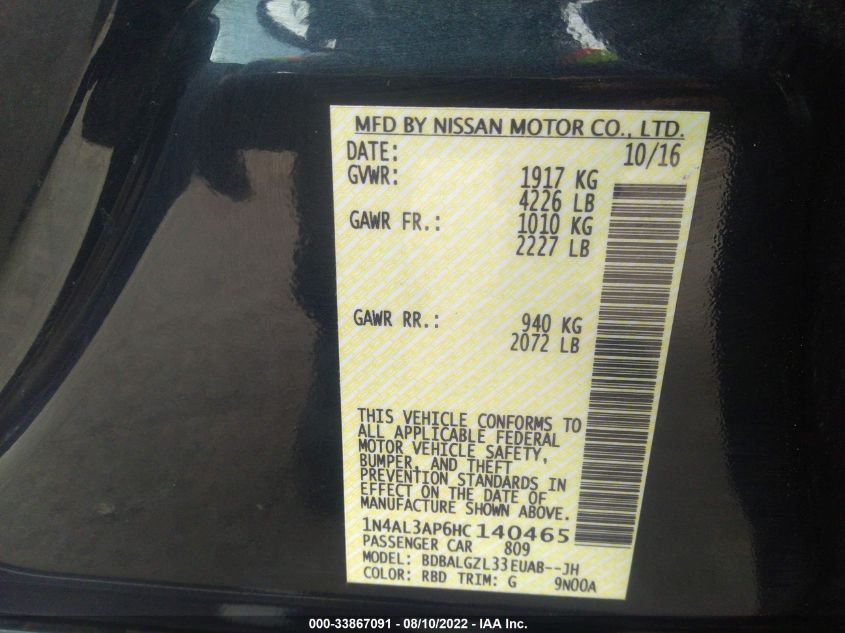 MFD BY NISSAN MOTOR CO., LTD.
DATE: 10/16
GVWR: 1917 KG
4226 LB
GAWR FR.: 1010 KG
2227 LB
GAWR RR.: 940 KG
2072 LB
THIS VEHICLE CONFORMS TO
ALL APPLICABLE FEDERAL
MOTOR VEHICLE SAFETY,
BUMPER, AND THEFT
PREVENTION STANDARDS IN
EFFECT ON THE DATE OF
MANUFACTURE SHOWN ABOVE.
1N4AL3AP6HC 140465
PASSENGER CAR 809
MODEL: BDBALGZL33EUAB--JH
COLOR: RBD TRIM: G 9N00A
000-33867091 - 08/10/2022 - IAA Inc.